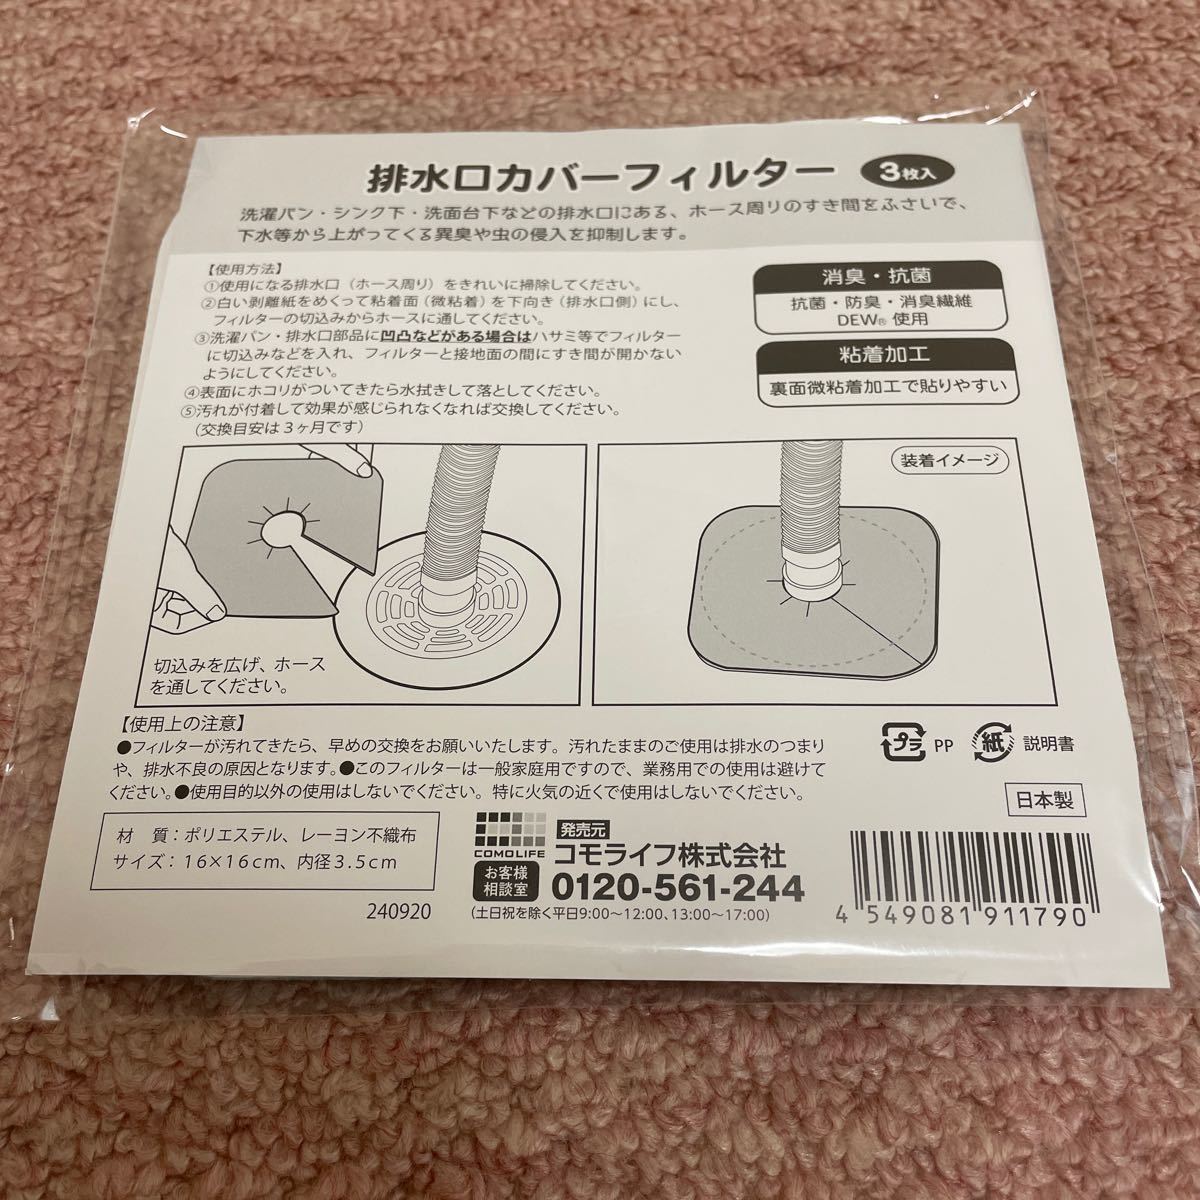 排水口カバーフィルター 3枚入
洗濯パン・シンク下・洗面台下などの排水口にある、ホース周りのすき間をふさいで、
下水等から上がってくる異臭や虫の侵入を抑制します。
【使用方法】
①使用になる排水口（ホース周り）をきれいに掃除してください。
②白い剥離紙をめくって粘着面（微粘着）を下向き（排水口側）にし、
フィルターの切込みからホースに通してください。
③洗濯パン・排水口部品に凹凸などがある場合はハサミ等でフィルター
に切込みなどを入れ、フィルターと接地面の間にすき間が開かない
ようにしてください。
④表面にホコリがついてきたら水拭きして落としてください。
⑤汚れが付着して効果が感じられなくなれば交換してください。
（交換目安は3ヶ月です）
消臭・抗菌
抗菌・防臭・消臭繊維
DEW® 使用
粘着加工
裏面微粘着加工で貼りやすい
切込みを広げ、ホース
を通してください。
装着イメージ
【使用上の注意】
●フィルターが汚れてきたら、早めの交換をお願いいたします。汚れたままのご使用は排水のつまり
や、排水不良の原因となります。●このフィルターは一般家庭用ですので、業務用での使用は避けて
ください。●使用目的以外の使用はしないでください。特に火気の近くで使用はしないでください。
プラ PP 紙 説明書
日本製
材 質：ポリエステル、レーヨン不織布
サイズ：16×16cm、内径3.5cm
240920
COMOLIFE
発売元
コモライフ株式会社
お客様
相談室
0120-561-244
（土日祝を除く平日9:00～12:00、13:00～17:00）
4 549081 911790